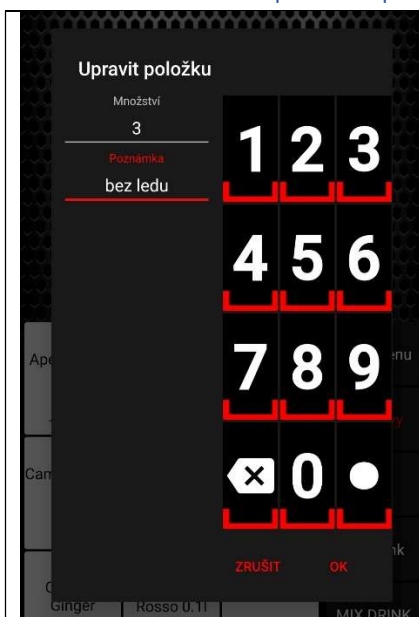 Upravit položku
Množství
3
Poznámka
bez ledu
1 2 3
4 5 6
7 8 9
0
ZRUŠIT OK
Ginger
Rosso 0.1l
MIX DRINK